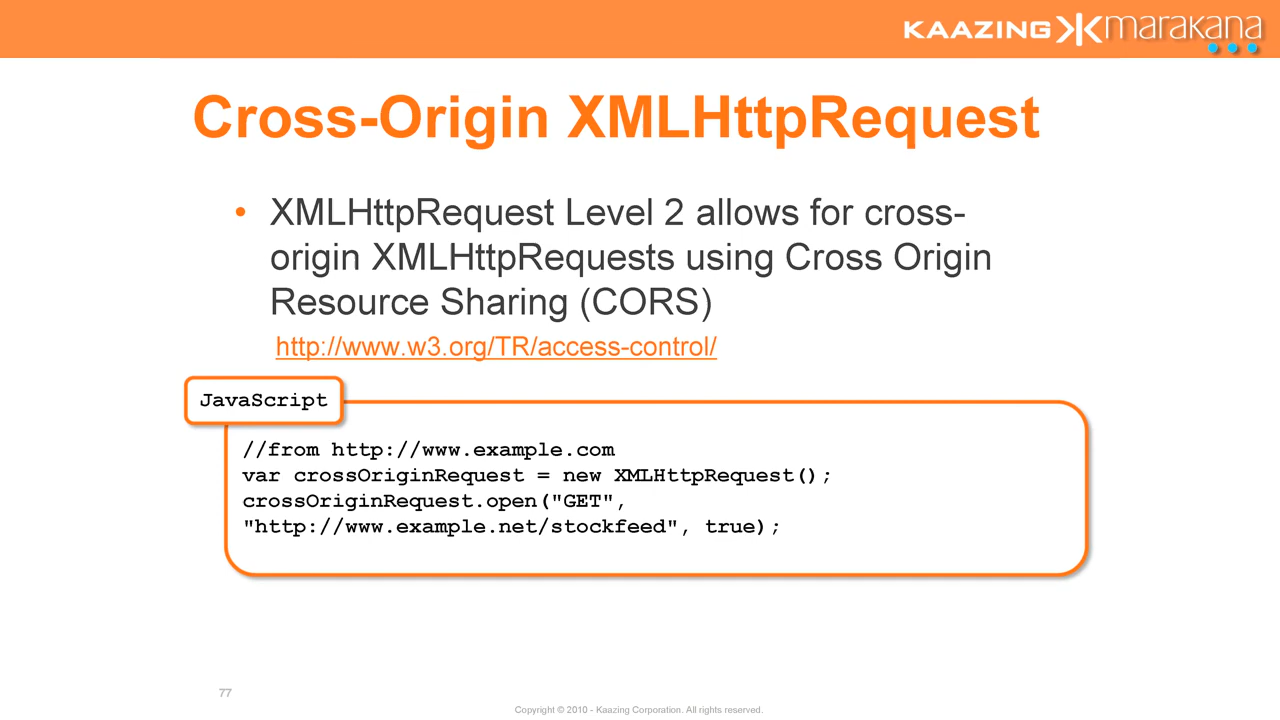 KAAZING marakana
Cross-Origin XMLHttpRequest
• XMLHttpRequest Level 2 allows for cross-
origin XMLHttpRequests using Cross Origin
Resource Sharing (CORS)
http://www.w3.org/TR/access-control/
JavaScript
//from http://www.example.com
var crossOriginRequest = new XMLHttpRequest();
crossOriginRequest.open("GET",
"http://www.example.net/stockfeed", true);
77
Copyright © 2010 - Kaazing Corporation. All rights reserved.